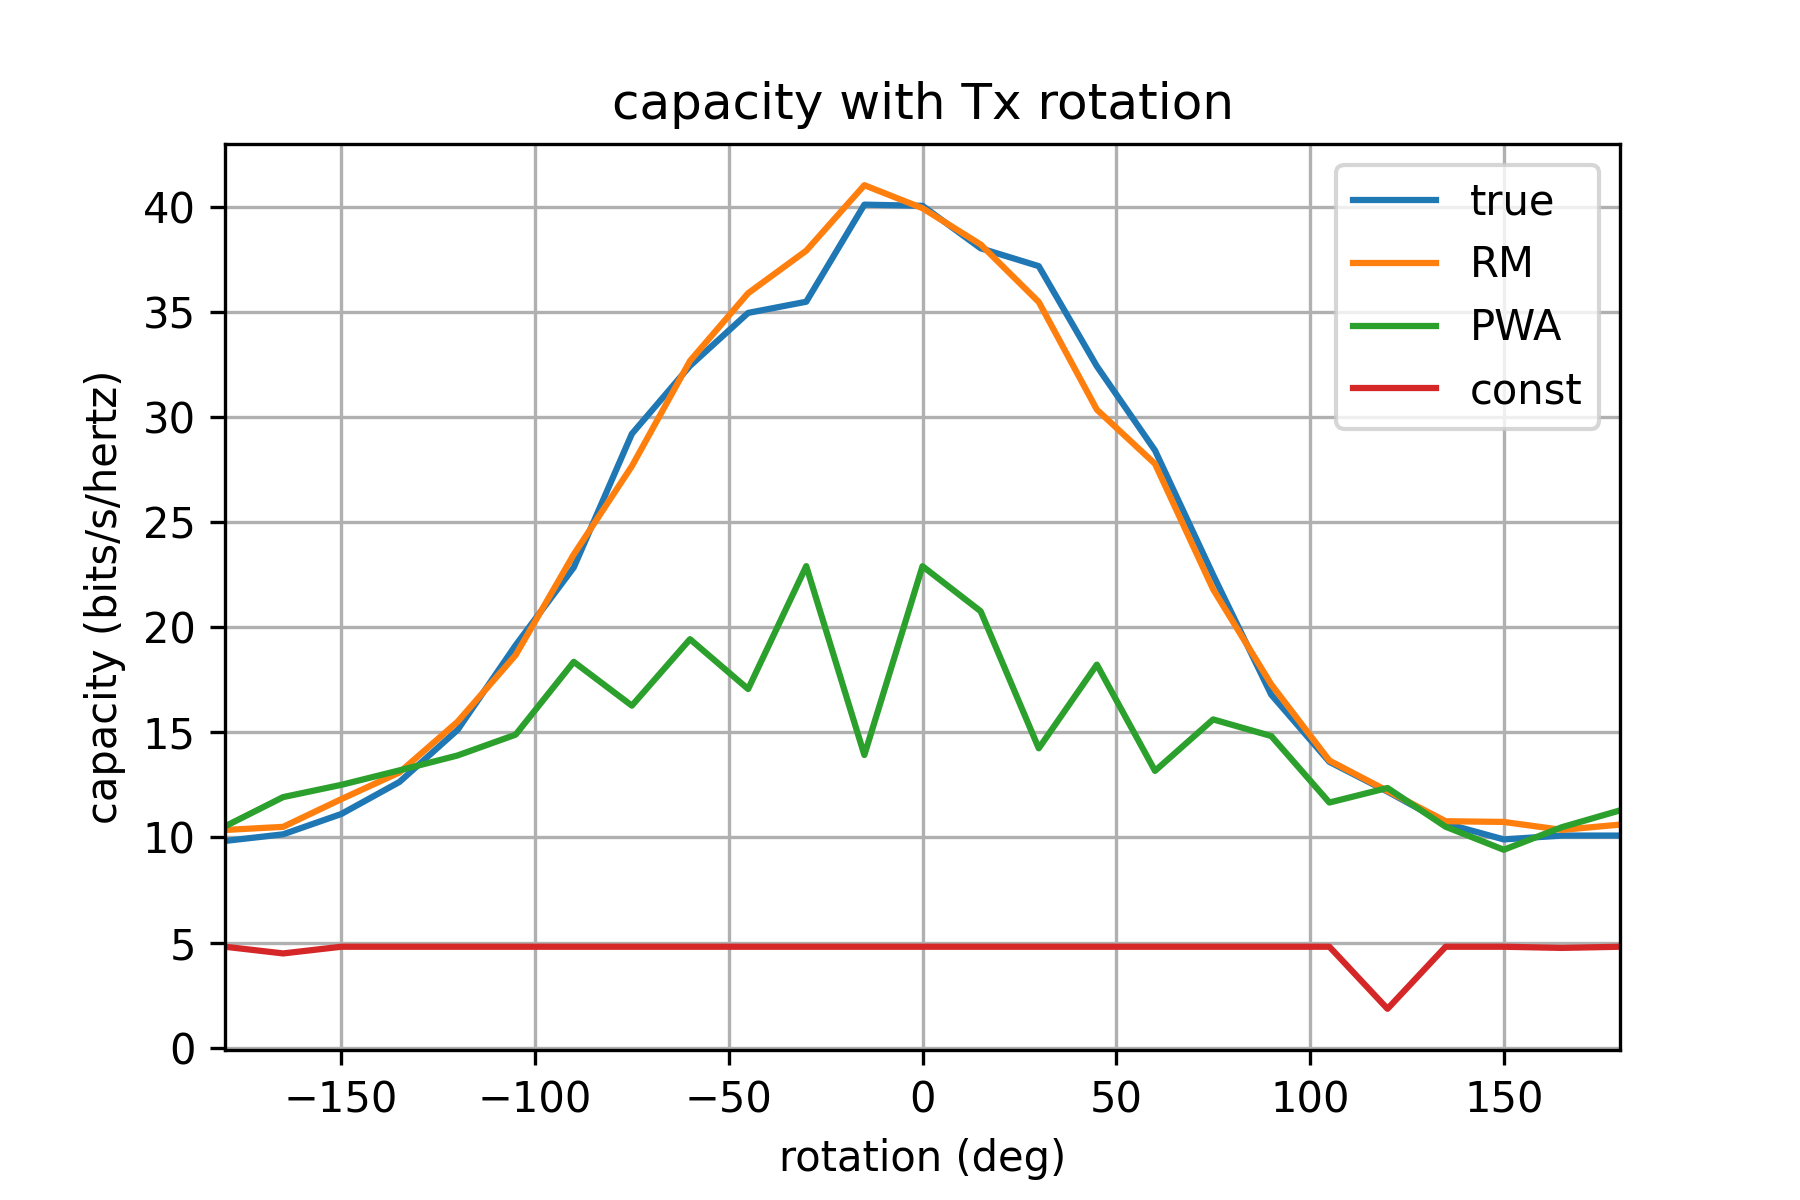 capacity with Tx rotation
true
RM
PWA
const
40
35
30
25
20
15
10
5
0
capacity (bits/s/hertz)
−150 −100 −50 0 50 100 150
rotation (deg)